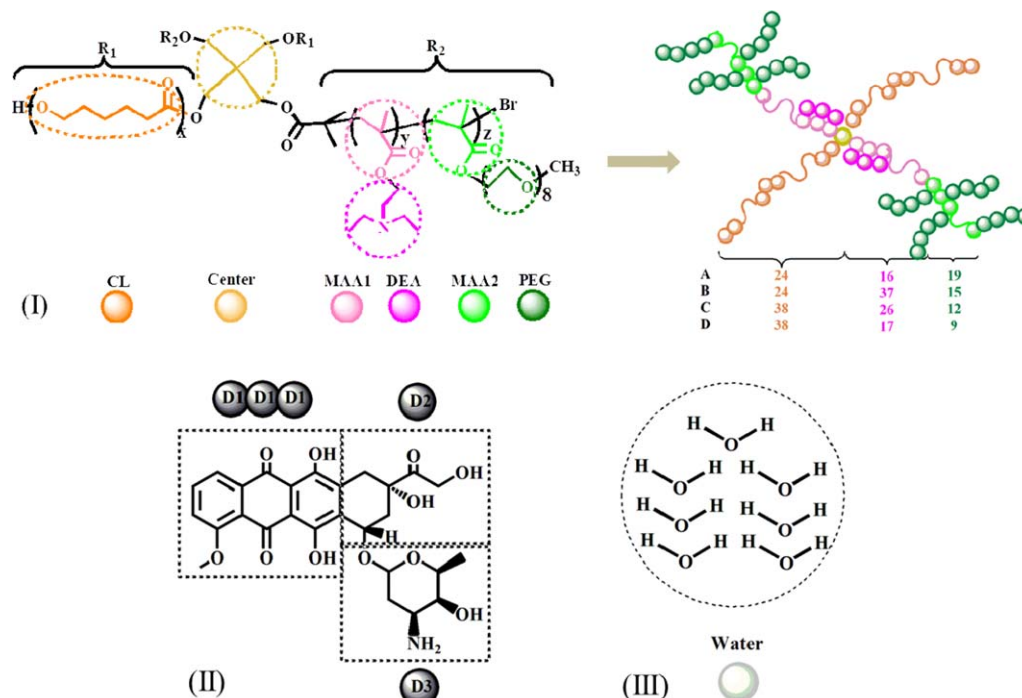 R₁
R₂O
OR₁
R₂
H
O
O
X
O
O
O
Y
O
O
Br
Z
O
O
O
CH₃
8
CL
Center
MAA1
DEA
MAA2
PEG
(I)
A 24 16 19
B 24 37 15
C 38 26 12
D 38 17 9
D1 D1 D1
D2
O OH
O
OH
OH
H
O O OH
O
O
OH
NH₂
D3
(II)
H H
O
H H H H
O O
H H H H
O O
H H H H
O O
Water
(III)